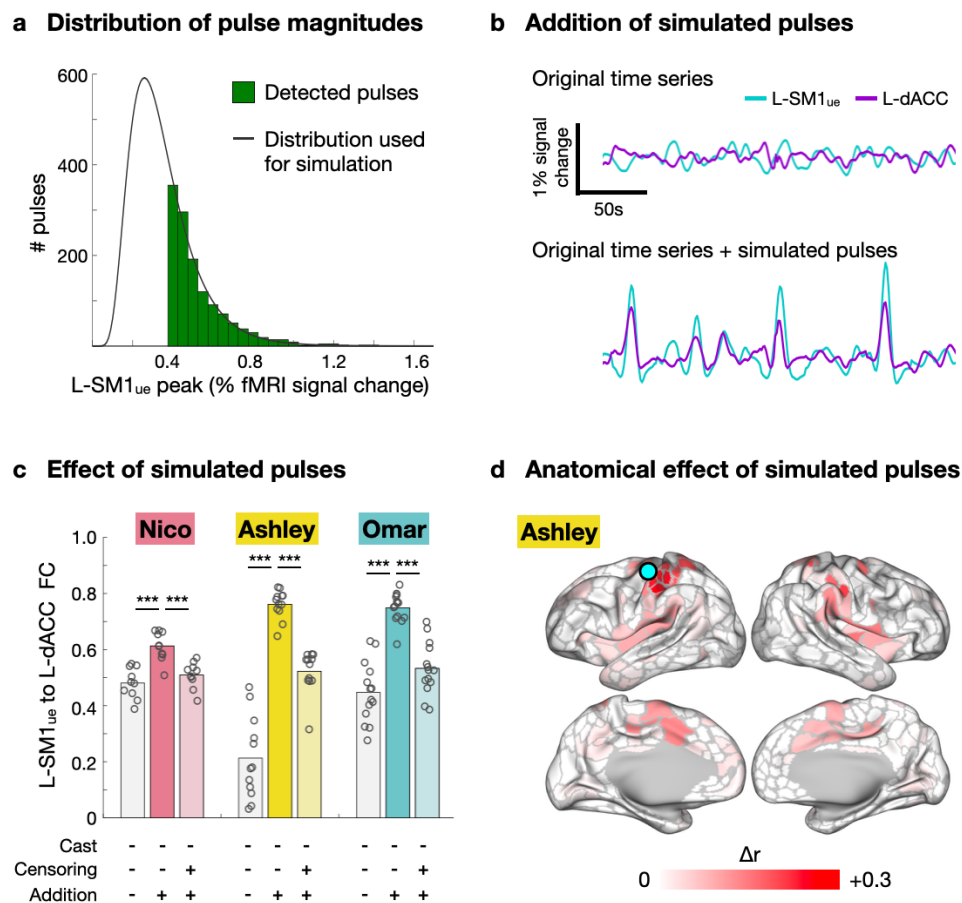 a Distribution of pulse magnitudes
600
400
200
# pulses
Detected pulses
Distribution used
for simulation
0.4 0.8 1.2 1.6
L-SM1ue peak (% fMRI signal change)
b Addition of simulated pulses
Original time series
L-SM1ue L-dACC
1% signal
change
50s
Original time series + simulated pulses
c Effect of simulated pulses
Nico Ashley Omar
1.0
0.8
0.6
0.4
0.2
0
L-SM1ue to L-dACC FC
*** *** *** *** *** ***
Cast - - - - - - - - -
Censoring - - + - - + - - +
Addition - + + - + + - + +
d Anatomical effect of simulated pulses
Ashley
Δr
0 +0.3